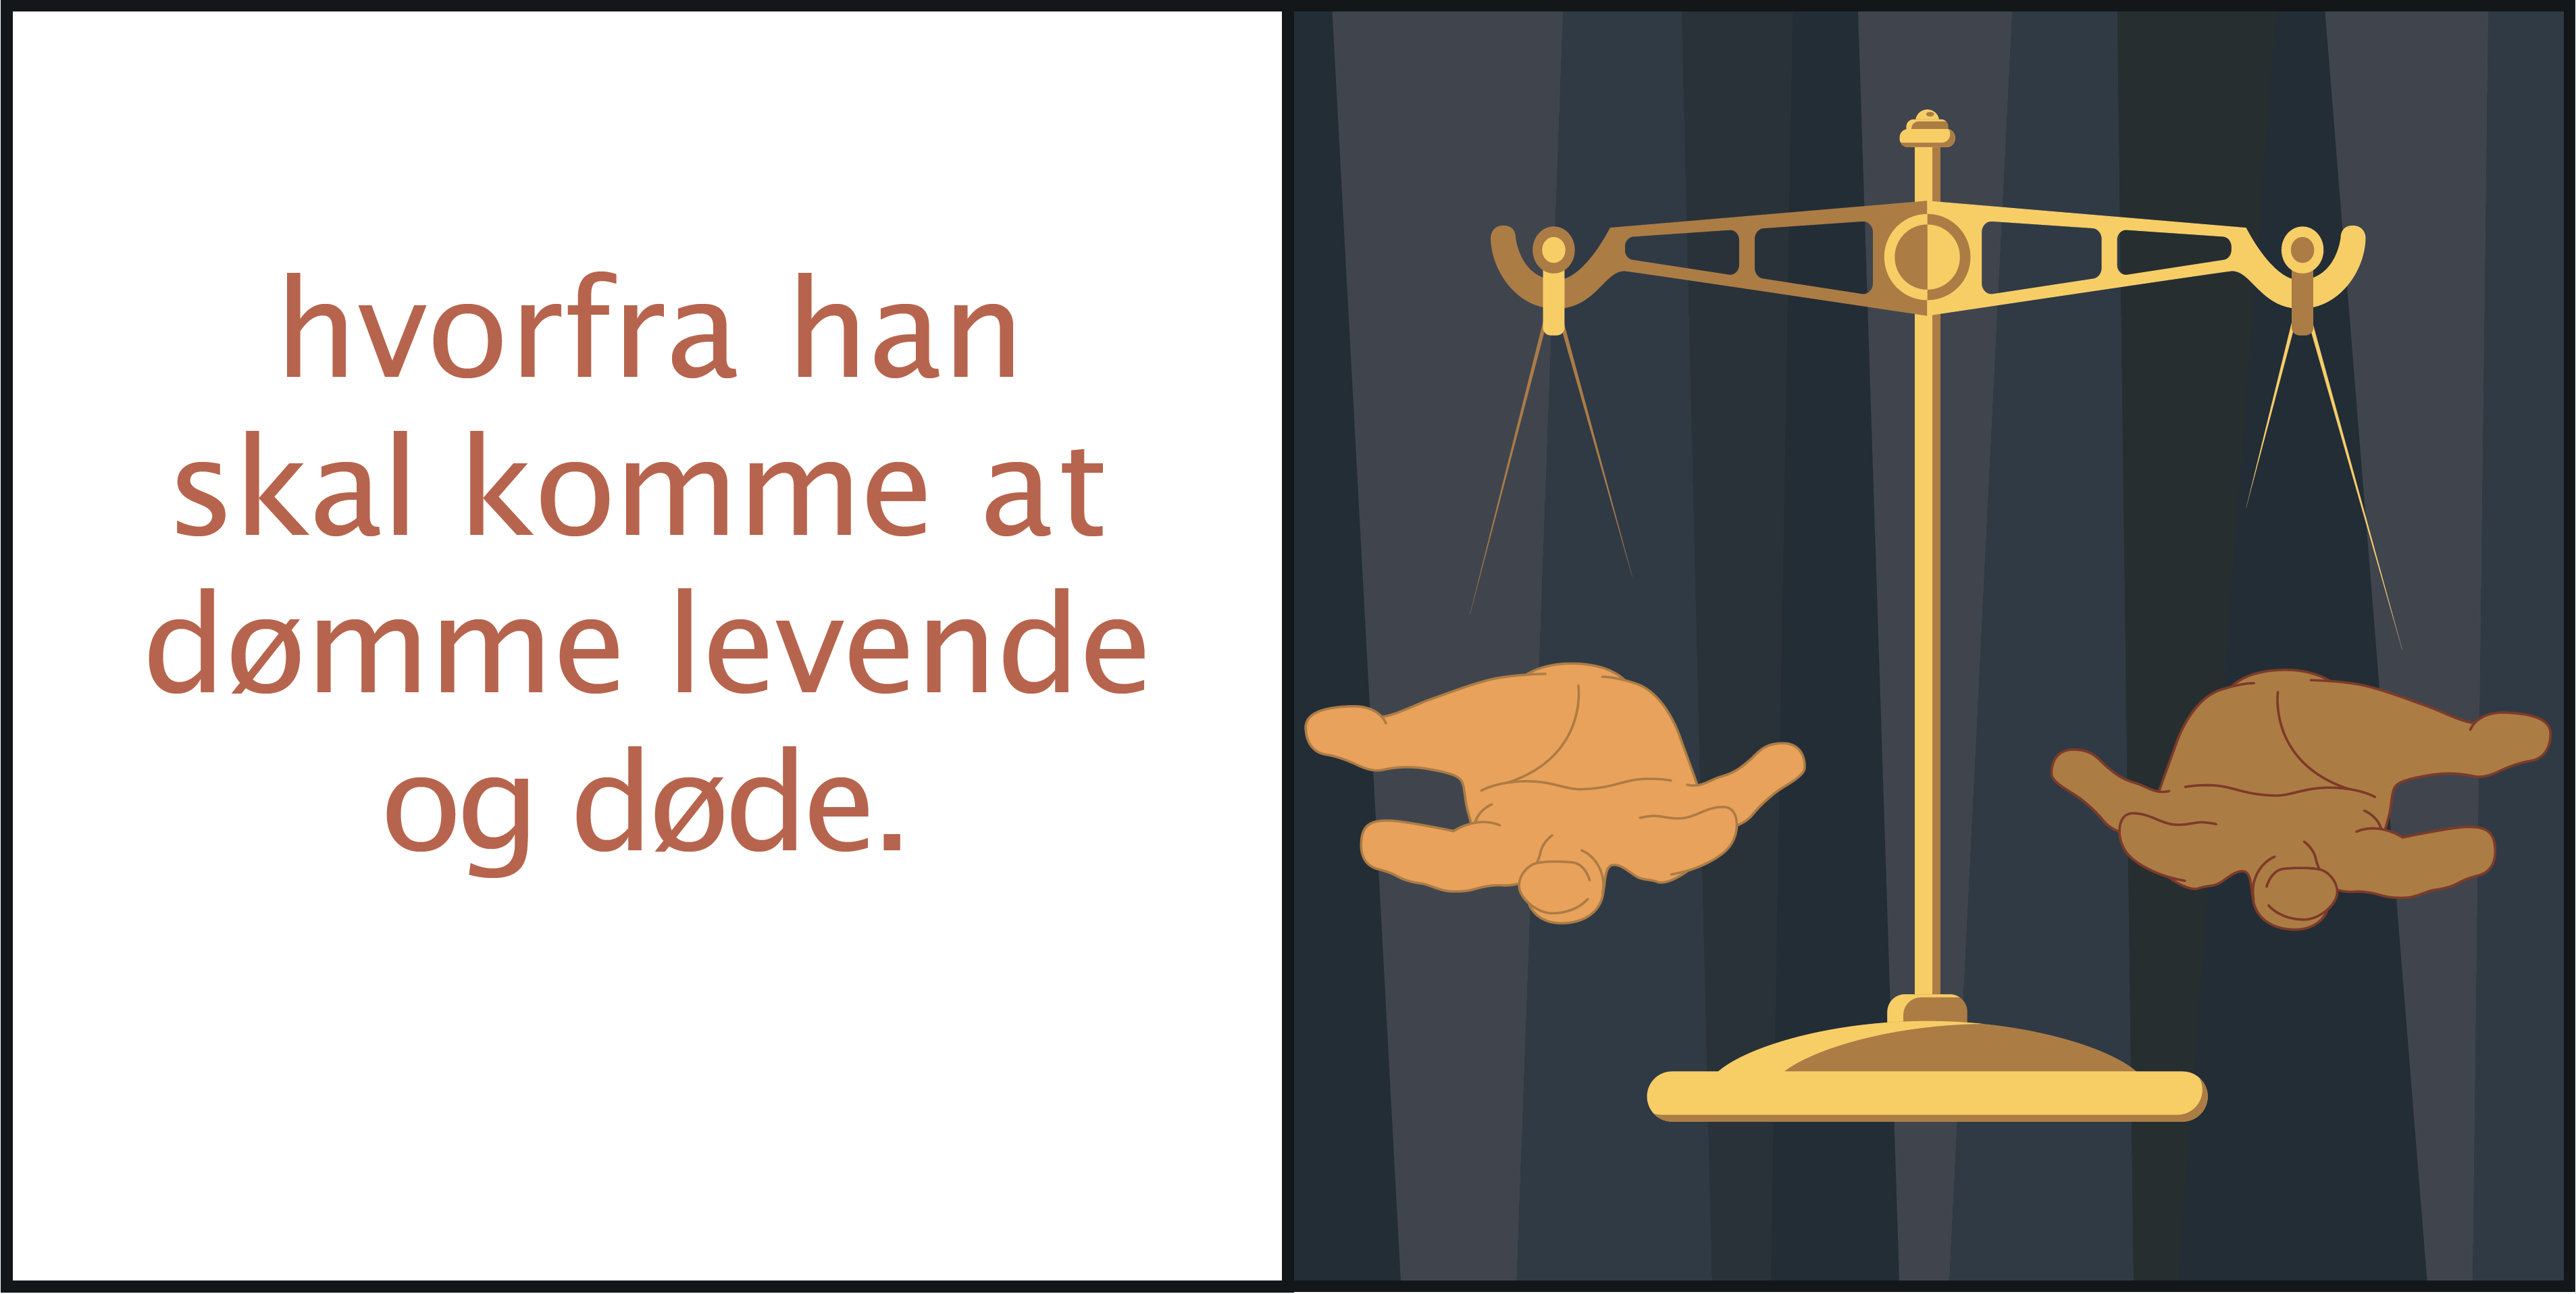 hvorfra han
skal komme at
dømme levende
og døde.